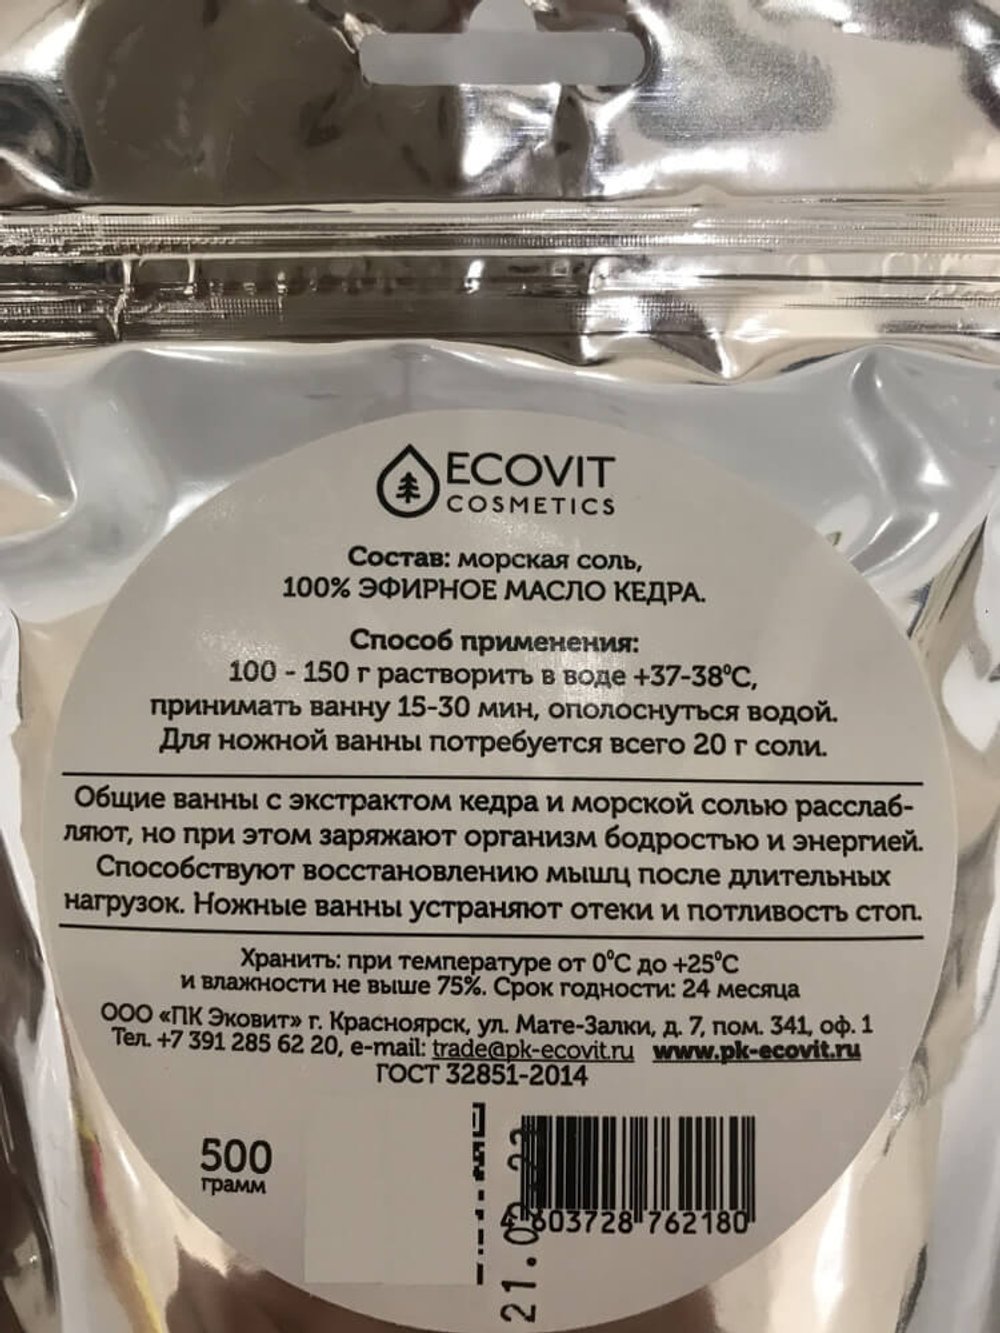 ECOVIT
COSMETICS
Состав: морская соль,
100% ЭФИРНОЕ МАСЛО КЕДРА.
Способ применения:
100 - 150 г растворить в воде +37-38⁰С,
принимать ванну 15-30 мин, ополоснуться водой.
Для ножной ванны потребуется всего 20 г соли.
Общие ванны с экстрактом кедра и морской солью расслаб-
ляют, но при этом заряжают организм бодростью и энергией.
Способствуют восстановлению мышц после длительных
нагрузок. Ножные ванны устраняют отеки и потливость стоп.
Хранить: при температуре от 0⁰С до +25⁰С
и влажности не выше 75%. Срок годности: 24 месяца
ООО «ПК Эковит» г. Красноярск, ул. Мате-Залки, д. 7, пом. 341, оф. 1
Тел. +7 391 285 62 20, e-mail: trade@pk-ecovit.ru www.pk-ecovit.ru
ГОСТ 32851-2014
500
грамм
4 603728 762180